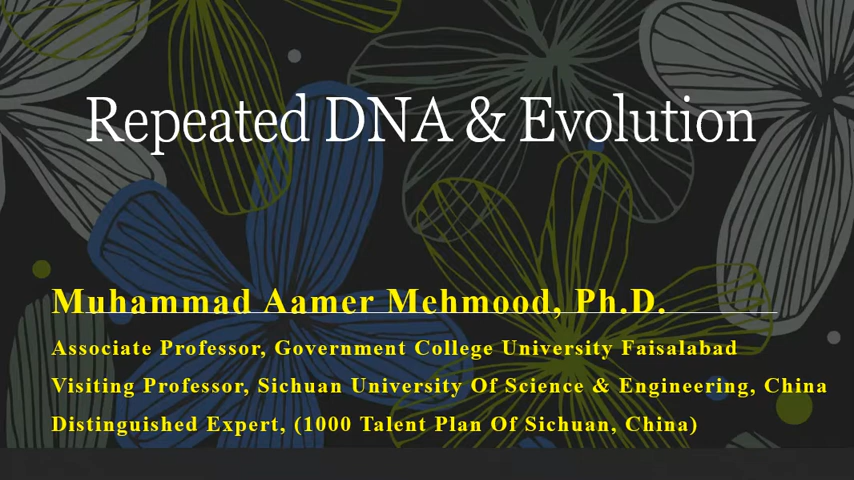 Repeated DNA & Evolution
Muhammad Aamer Mehmood, Ph.D.
Associate Professor, Government College University Faisalabad
Visiting Professor, Sichuan University Of Science & Engineering, China
Distinguished Expert, (1000 Talent Plan Of Sichuan, China)